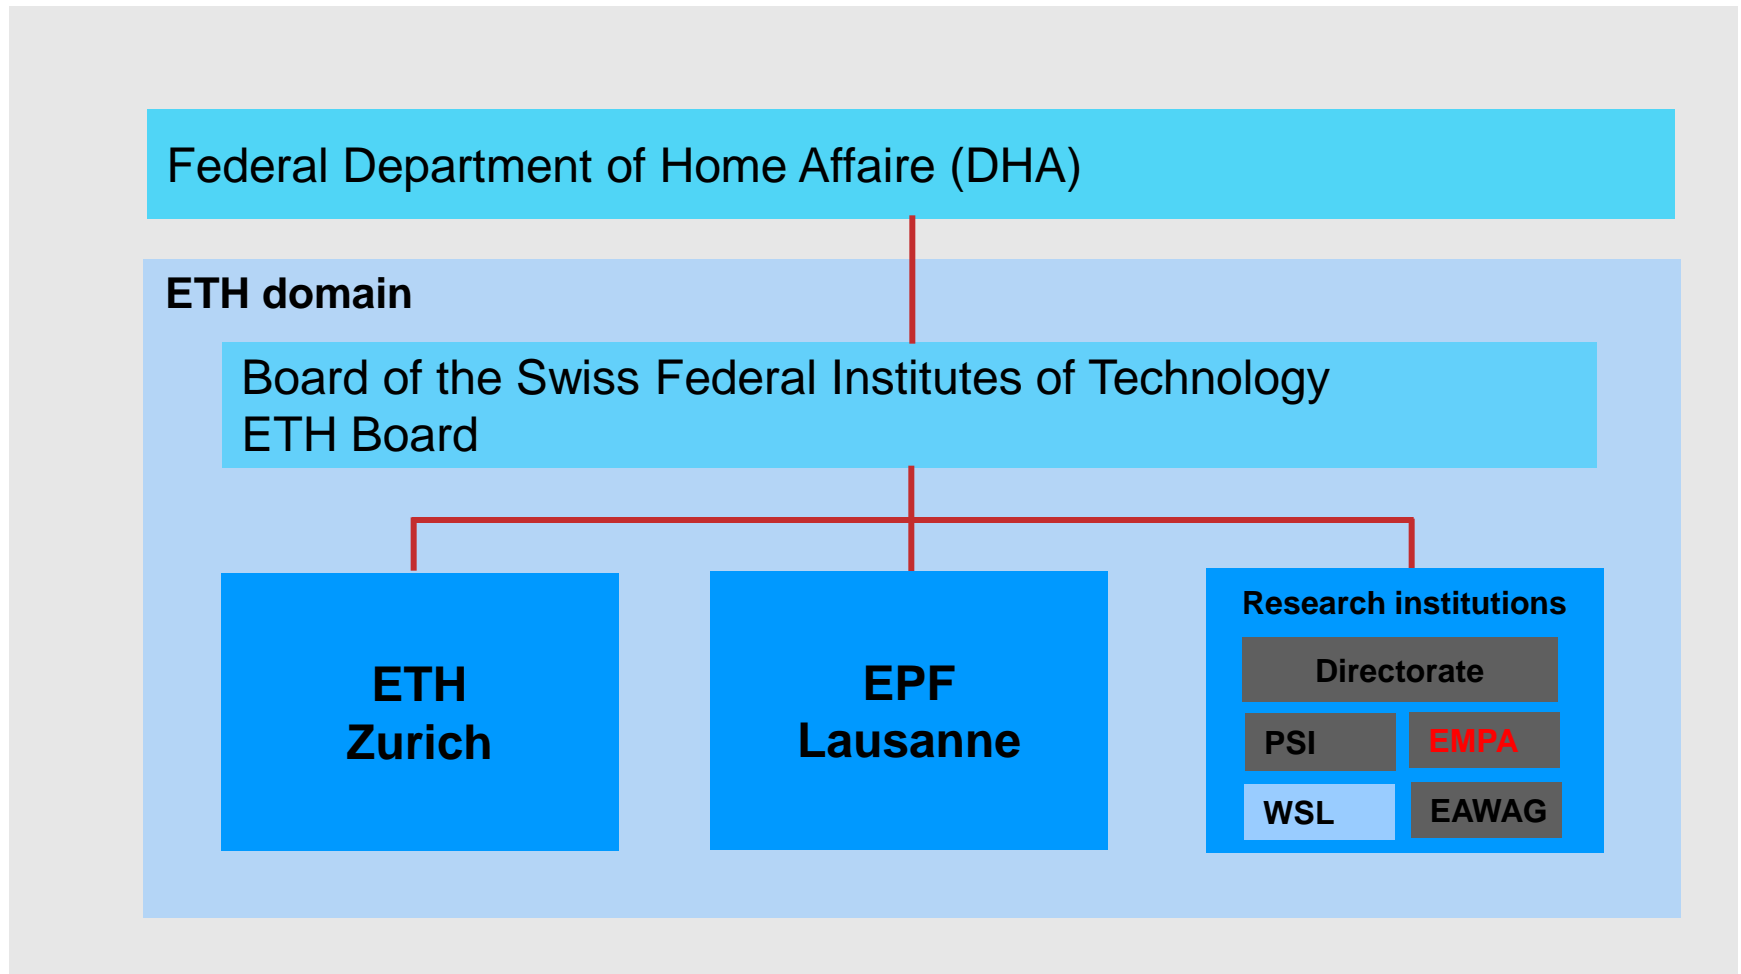 Federal Department of Home Affaire (DHA)
ETH domain
Board of the Swiss Federal Institutes of Technology
ETH Board
ETH
Zurich
EPF
Lausanne
Research institutions
Directorate
PSI
EMPA
WSL
EAWAG